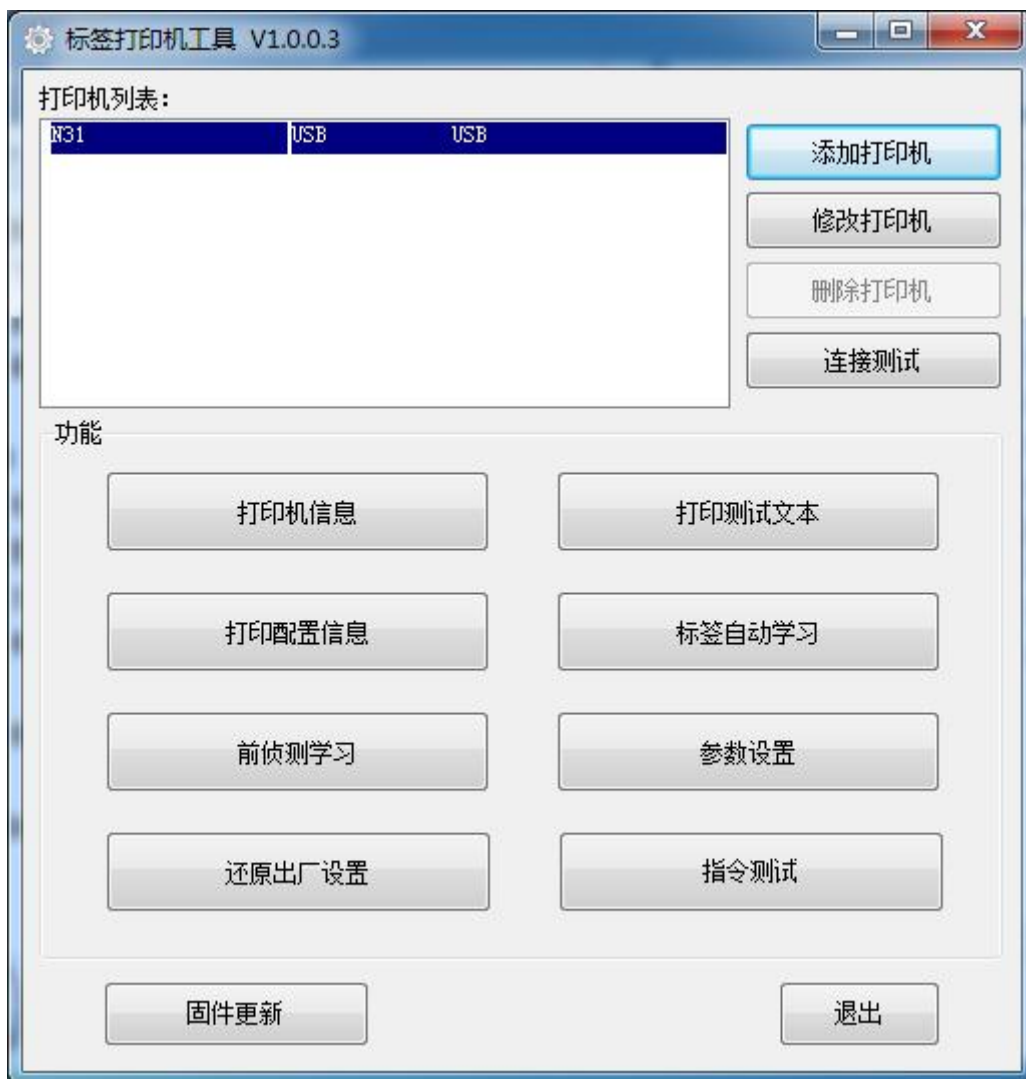 标签打印机工具 V1.0.0.3
打印机列表：
N31 USB USB
添加打印机
修改打印机
删除打印机
连接测试
功能
打印机信息 打印测试文本
打印配置信息 标签自动学习
前侦测学习 参数设置
还原出厂设置 指令测试
固件更新 退出